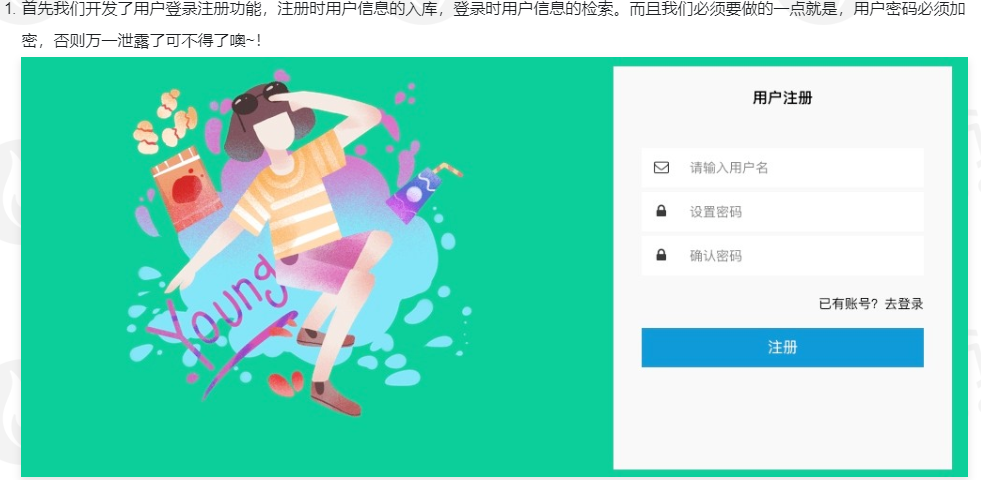 1. 首先我们开发了用户登录注册功能，注册时用户信息的入库，登录时用户信息的检索。而且我们必须要做的一点就是，用户密码必须加
密，否则万一泄露了可不得了噢~！
用户注册
请输入用户名
设置密码
确认密码
已有账号？去登录
注册
Young